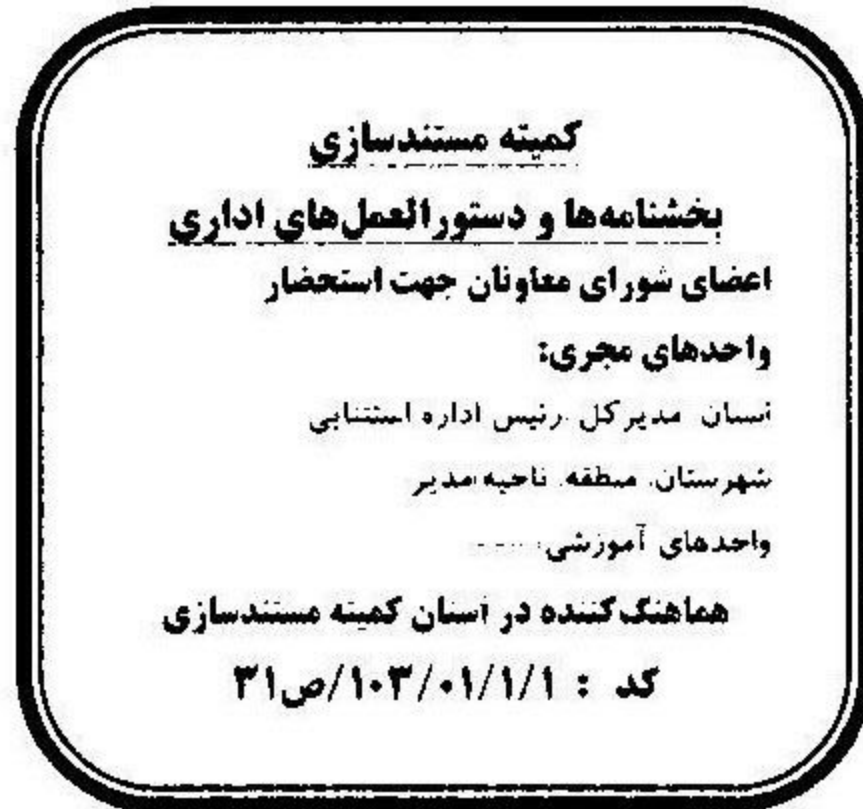 کمیته مستندسازی
بخشنامه‌ها و دستورالعمل‌های اداری
اعضای شورای معاونان جهت استحضار
واحدهای مجری:
استان. مدیرکل .رئیس اداره استثنایی
شهرستان. منطقه. ناحیه.مدیر
واحدهای آموزشی:.......
هماهنگ‌کننده در استان کمیته مستندسازی
کد : ۱۰۳/۰۱/۱/۱/ص۳۱